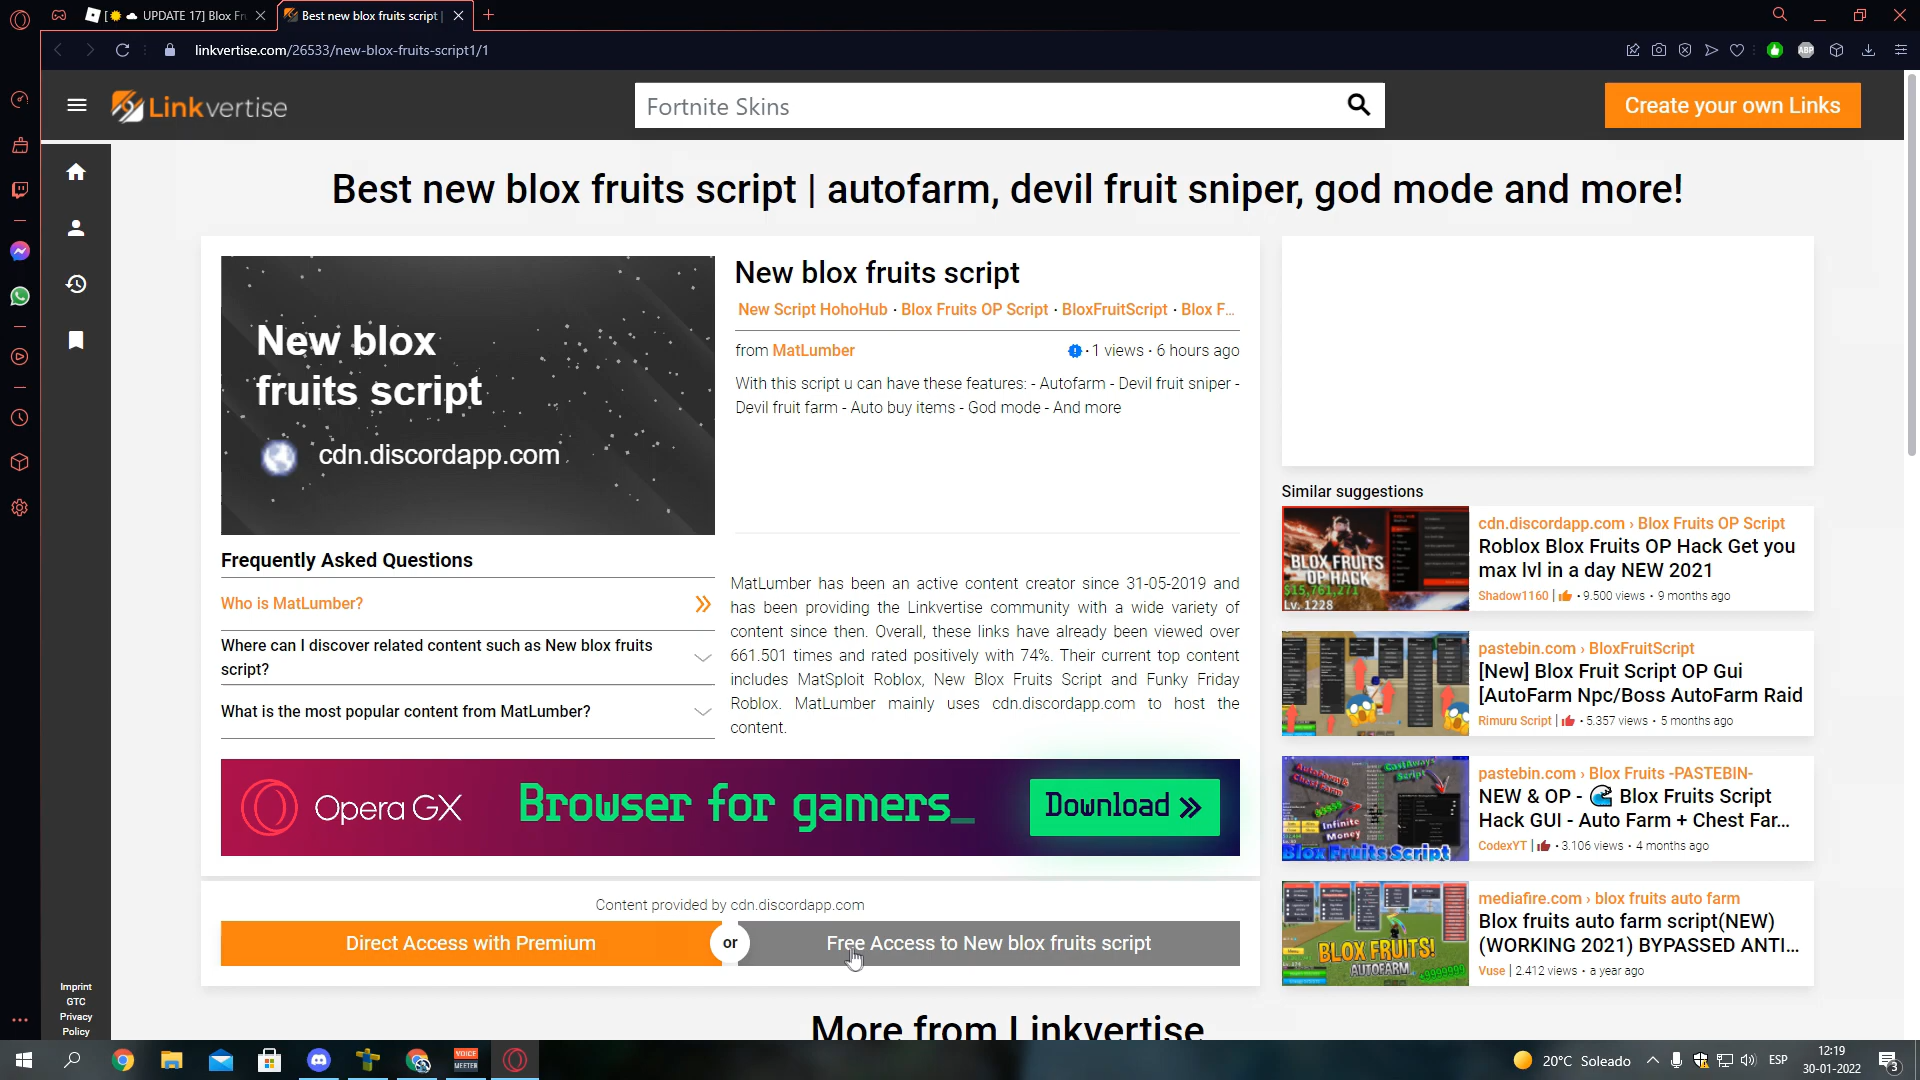 [ UPDATE 17] Blox Fr
Best new blox fruits script |
linkvertise.com/26533/new-blox-fruits-script1/1
ABP
Linkvertise
Fortnite Skins
Create your own Links
Best new blox fruits script | autofarm, devil fruit sniper, god mode and more!
New blox
fruits script
cdn.discordapp.com
New blox fruits script
New Script HohoHub · Blox Fruits OP Script · BloxFruitScript · Blox F...
from MatLumber
· 1 views · 6 hours ago
With this script u can have these features: - Autofarm - Devil fruit sniper -
Devil fruit farm - Auto buy items - God mode - And more
Frequently Asked Questions
Who is MatLumber?
Where can I discover related content such as New blox fruits
script?
What is the most popular content from MatLumber?
MatLumber has been an active content creator since 31-05-2019 and
has been providing the Linkvertise community with a wide variety of
content since then. Overall, these links have already been viewed over
661.501 times and rated positively with 74%. Their current top content
includes MatSploit Roblox, New Blox Fruits Script and Funky Friday
Roblox. MatLumber mainly uses cdn.discordapp.com to host the
content.
Opera GX
Browser for gamers_
Download
Content provided by cdn.discordapp.com
Direct Access with Premium
or
Free Access to New blox fruits script
Similar suggestions
BLOX FRUITS
OP HACK
$15,761,271
Lv. 1228
cdn.discordapp.com › Blox Fruits OP Script
Roblox Blox Fruits OP Hack Get you
max lvl in a day NEW 2021
Shadow1160 | · 9.500 views · 9 months ago
pastebin.com › BloxFruitScript
[New] Blox Fruit Script OP Gui
[AutoFarm Npc/Boss AutoFarm Raid
Rimuru Script | · 5.357 views · 5 months ago
AutoFarm &
Chest Farm
CastAways
Script
$$$$$
Infinite
Money
Blox Fruits Script
pastebin.com › Blox Fruits -PASTEBIN-
NEW & OP - 🌊 Blox Fruits Script
Hack GUI - Auto Farm + Chest Far...
CodexYT | · 3.106 views · 4 months ago
BLOX FRUITS!
AUTOFARM
mediafire.com › blox fruits auto farm
Blox fruits auto farm script(NEW)
(WORKING 2021) BYPASSED ANTI...
Vuse | 2.412 views · a year ago
More from Linkvertise
Imprint
GTC
Privacy
Policy
VOICE
MEETER
20°C Soleado
ESP
12:19
30-01-2022
3